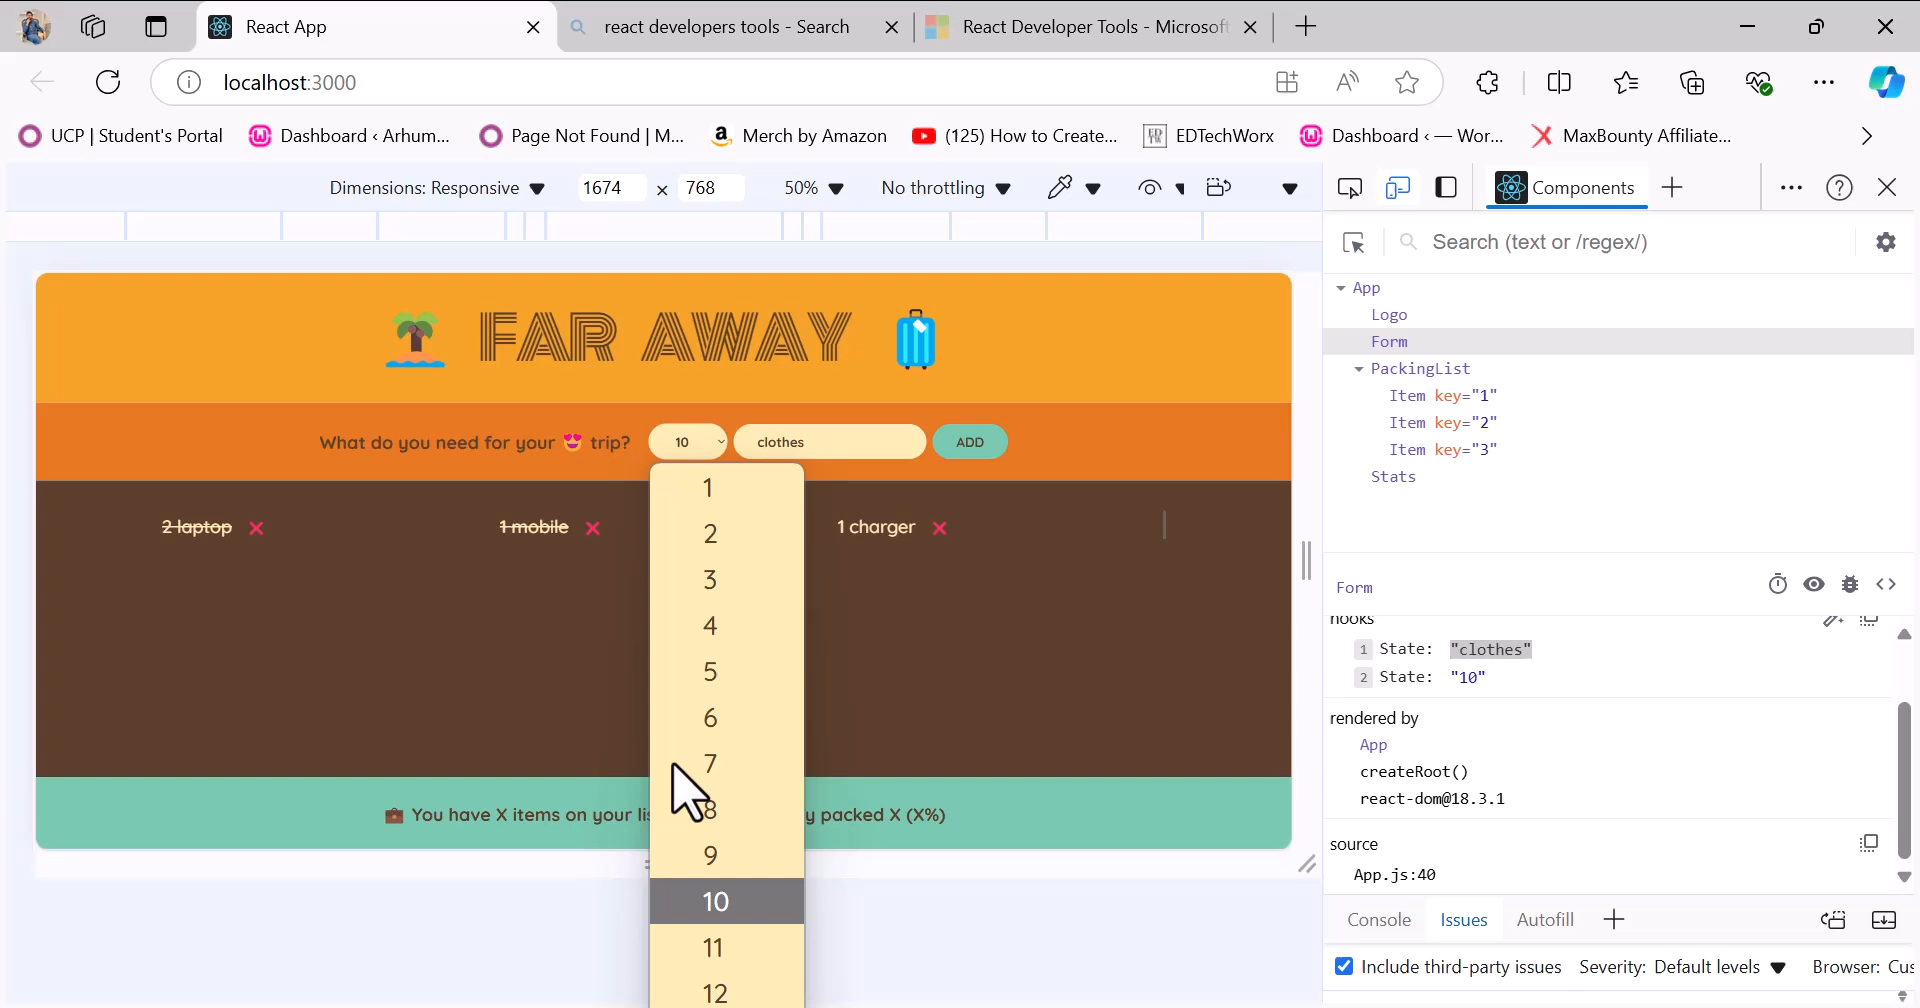 React App
react developers tools - Search
React Developer Tools - Microsoft
localhost:3000
UCP | Student's Portal
Dashboard ‹ Arhum...
Page Not Found | M...
Merch by Amazon
(125) How to Create...
EDTechWorx
Dashboard ‹ — Wor...
MaxBounty Affiliate...
Dimensions: Responsive
1674 x 768
50%
No throttling
Components
Search (text or /regex/)
App
Logo
Form
PackingList
Item key="1"
Item key="2"
Item key="3"
Stats
FAR AWAY
What do you need for your 😍 trip?
10
clothes
ADD
1
2
3
4
5
6
7
8
9
10
11
12
2 laptop ❌
1 mobile ❌
1 charger ❌
💼 You have X items on your
packed X (X%)
Form
hooks
1 State: "clothes"
2 State: "10"
rendered by
App
createRoot()
react-dom@18.3.1
source
App.js:40
Console
Issues
Autofill
Include third-party issues
Severity: Default levels
Browser: